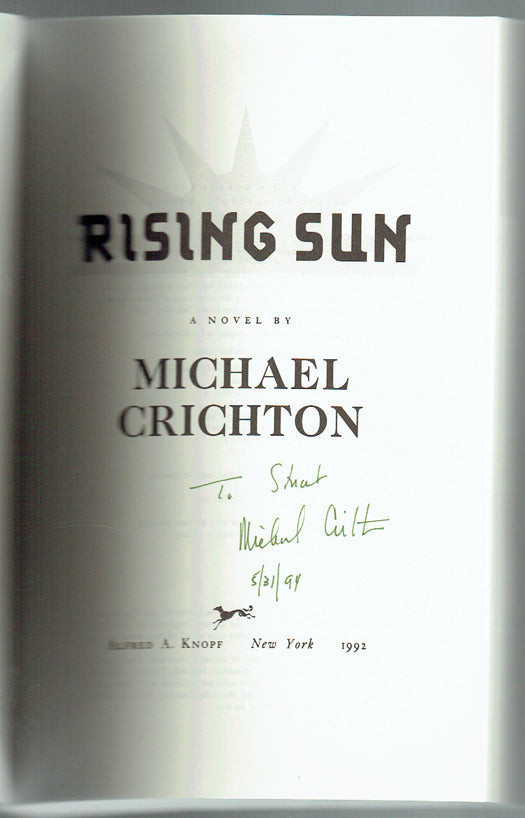 RISING SUN
A NOVEL BY
MICHAEL
CRICHTON
To Stuart
Michael Crichton
5/31/94
ALFRED A. KNOPF New York 1992